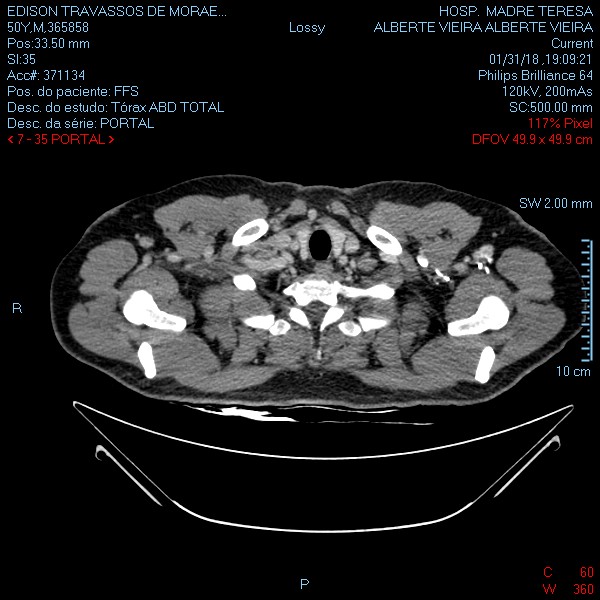 EDISON TRAVASSOS DE MORAE...
50Y,M,365858
Pos:33.50 mm
SI:35
Acc#: 371134
Pos. do paciente: FFS
Desc. do estudo: Tórax ABD TOTAL
Desc. da série: PORTAL
< 7 - 35 PORTAL >
Lossy
HOSP. MADRE TERESA
ALBERTE VIEIRA ALBERTE VIEIRA
Current
01/31/18 ,19:09:21
Philips Brilliance 64
120kV, 200mAs
SC:500.00 mm
117% Pixel
DFOV 49.9 x 49.9 cm
SW 2.00 mm
R
10 cm
P
C 60
W 360